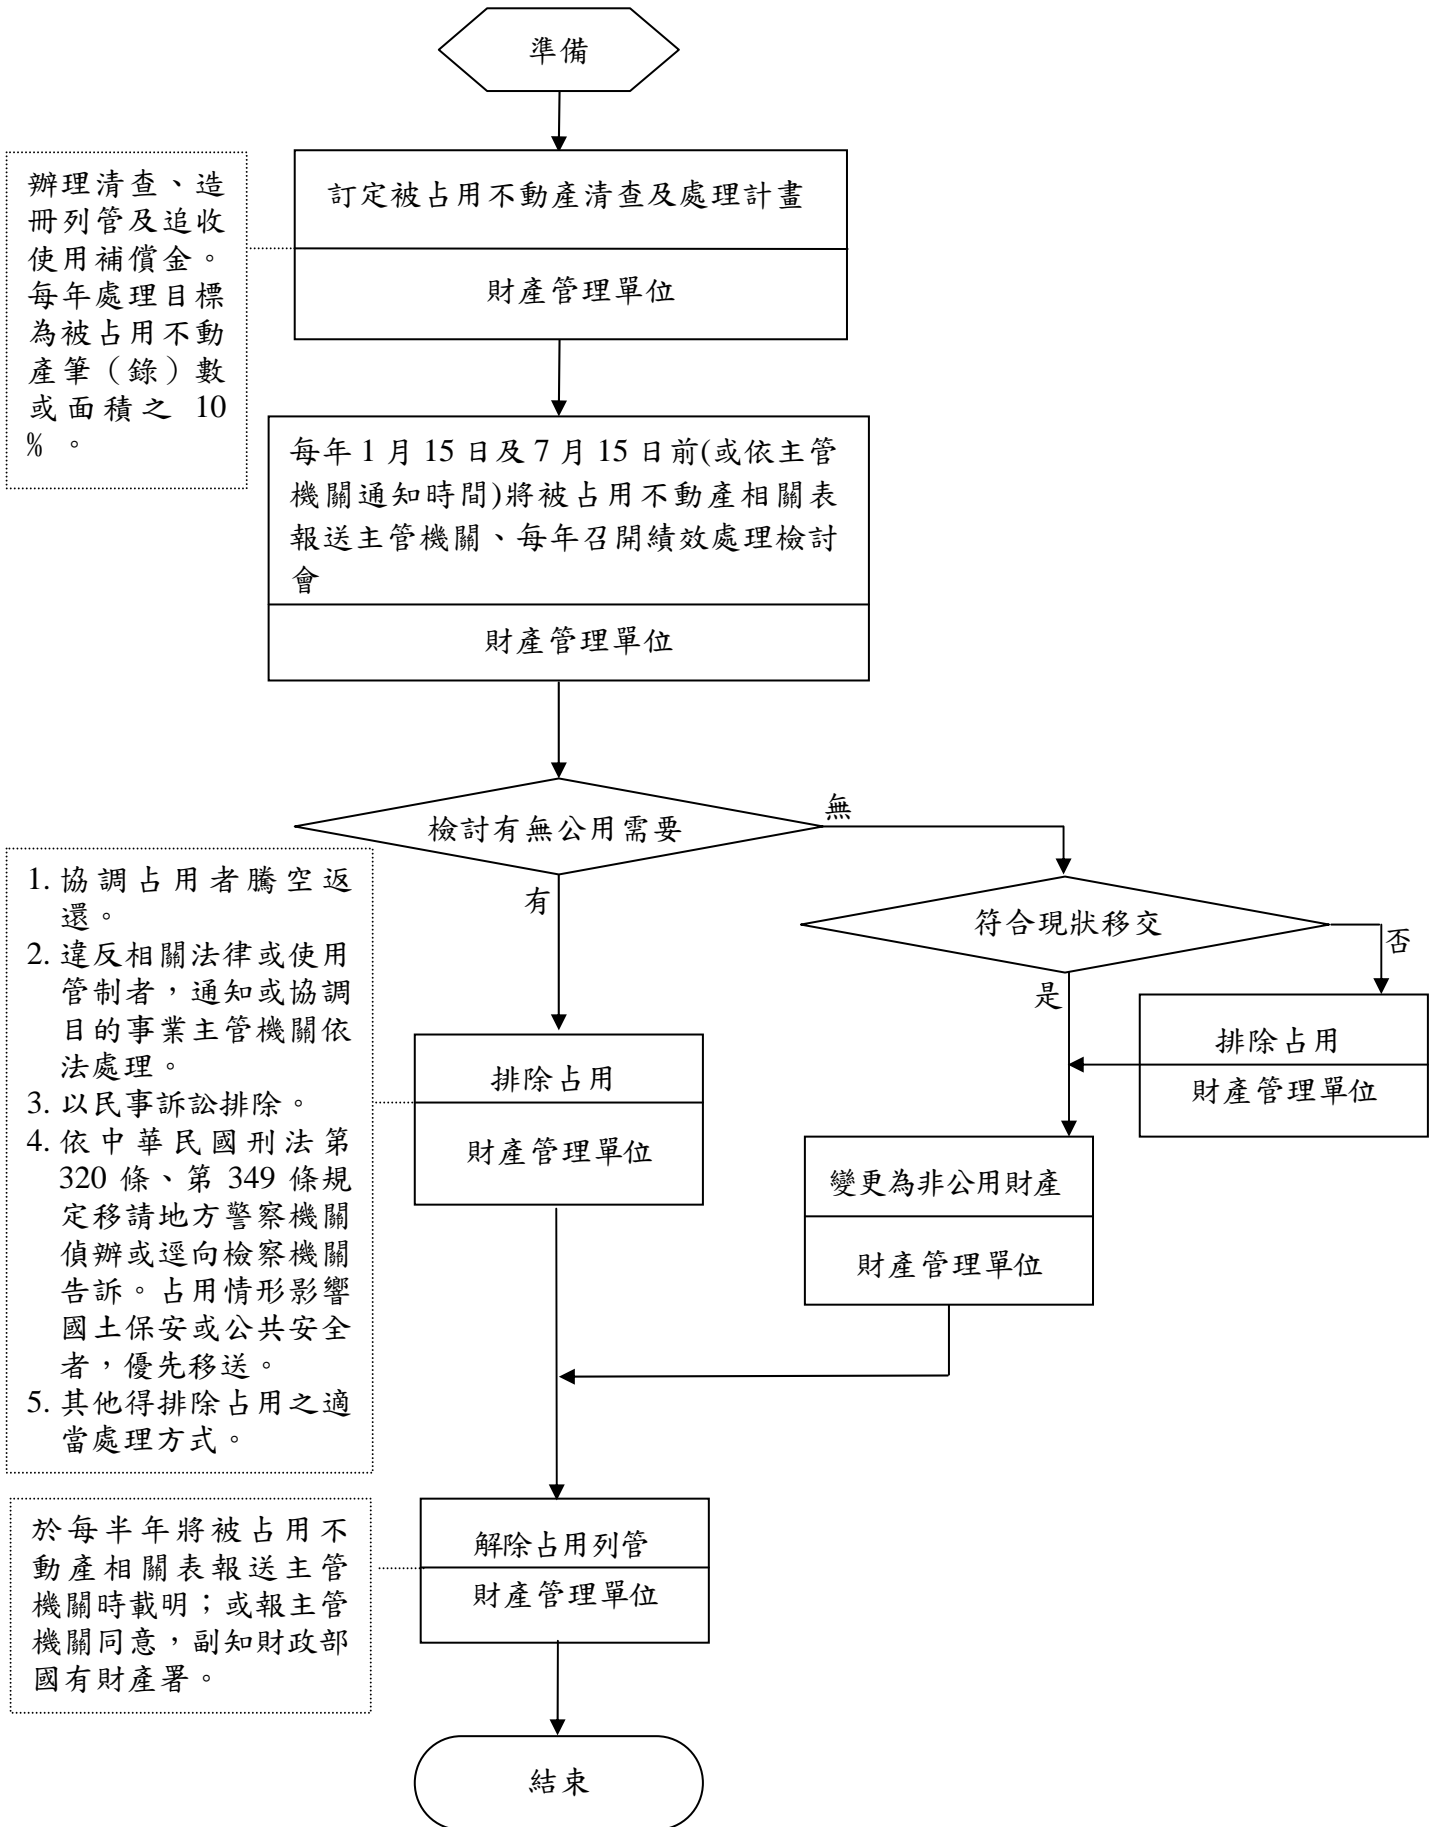 準備
辦理清查、造
冊列管及追收
使用補償金。
每年處理目標
為被占用不動
產筆（錄）數
或面積之 10
% 。
訂定被占用不動產清查及處理計畫
財產管理單位
每年 1 月 15 日及 7 月 15 日前(或依主管
機關通知時間)將被占用不動產相關表
報送主管機關、每年召開績效處理檢討
會
財產管理單位
檢討有無公用需要
無
有
符合現狀移交
否
是
排除占用
財產管理單位
1. 協調占用者騰空返
還。
2. 違反相關法律或使用
管制者，通知或協調
目的事業主管機關依
法處理。
3. 以民事訴訟排除。
4. 依中華民國刑法第
320 條、第 349 條規
定移請地方警察機關
偵辦或逕向檢察機關
告訴。占用情形影響
國土保安或公共安全
者，優先移送。
5. 其他得排除占用之適
當處理方式。
排除占用
財產管理單位
變更為非公用財產
財產管理單位
於每半年將被占用不
動產相關表報送主管
機關時載明；或報主管
機關同意，副知財政部
國有財產署。
解除占用列管
財產管理單位
結束